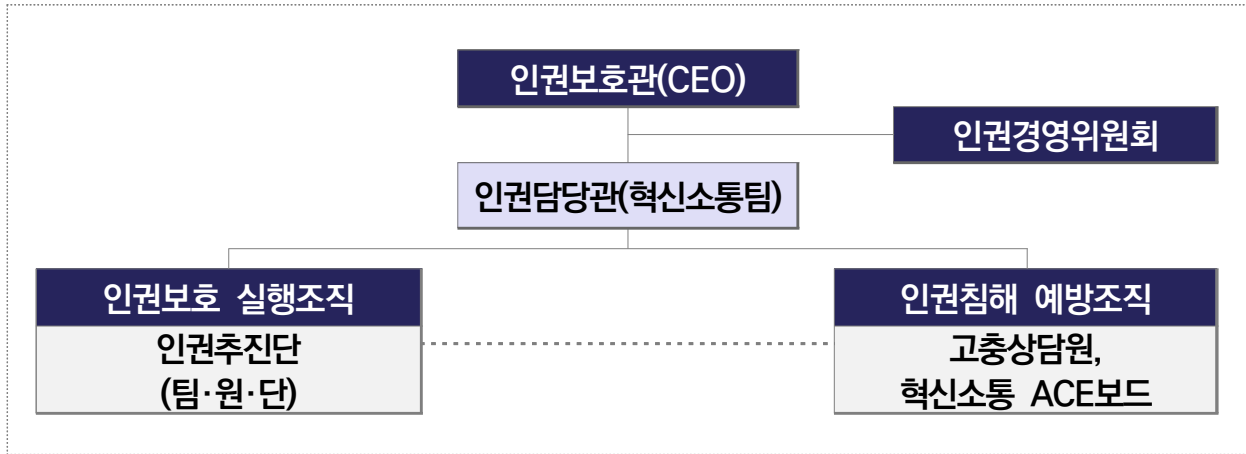 인권보호관(CEO)
인권경영위원회
인권담당관(혁신소통팀)
인권보호 실행조직
인권추진단
(팀·원·단)
인권침해 예방조직
고충상담원,
혁신소통 ACE보드